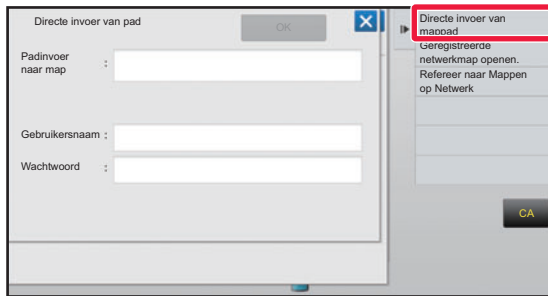 Directe invoer van pad
OK
Padinvoer
naar map :
Gebruikersnaam :
Wachtwoord :
Directe invoer van
mappad
Geregistreerde
netwerkmap openen.
Refereer naar Mappen
op Netwerk
CA